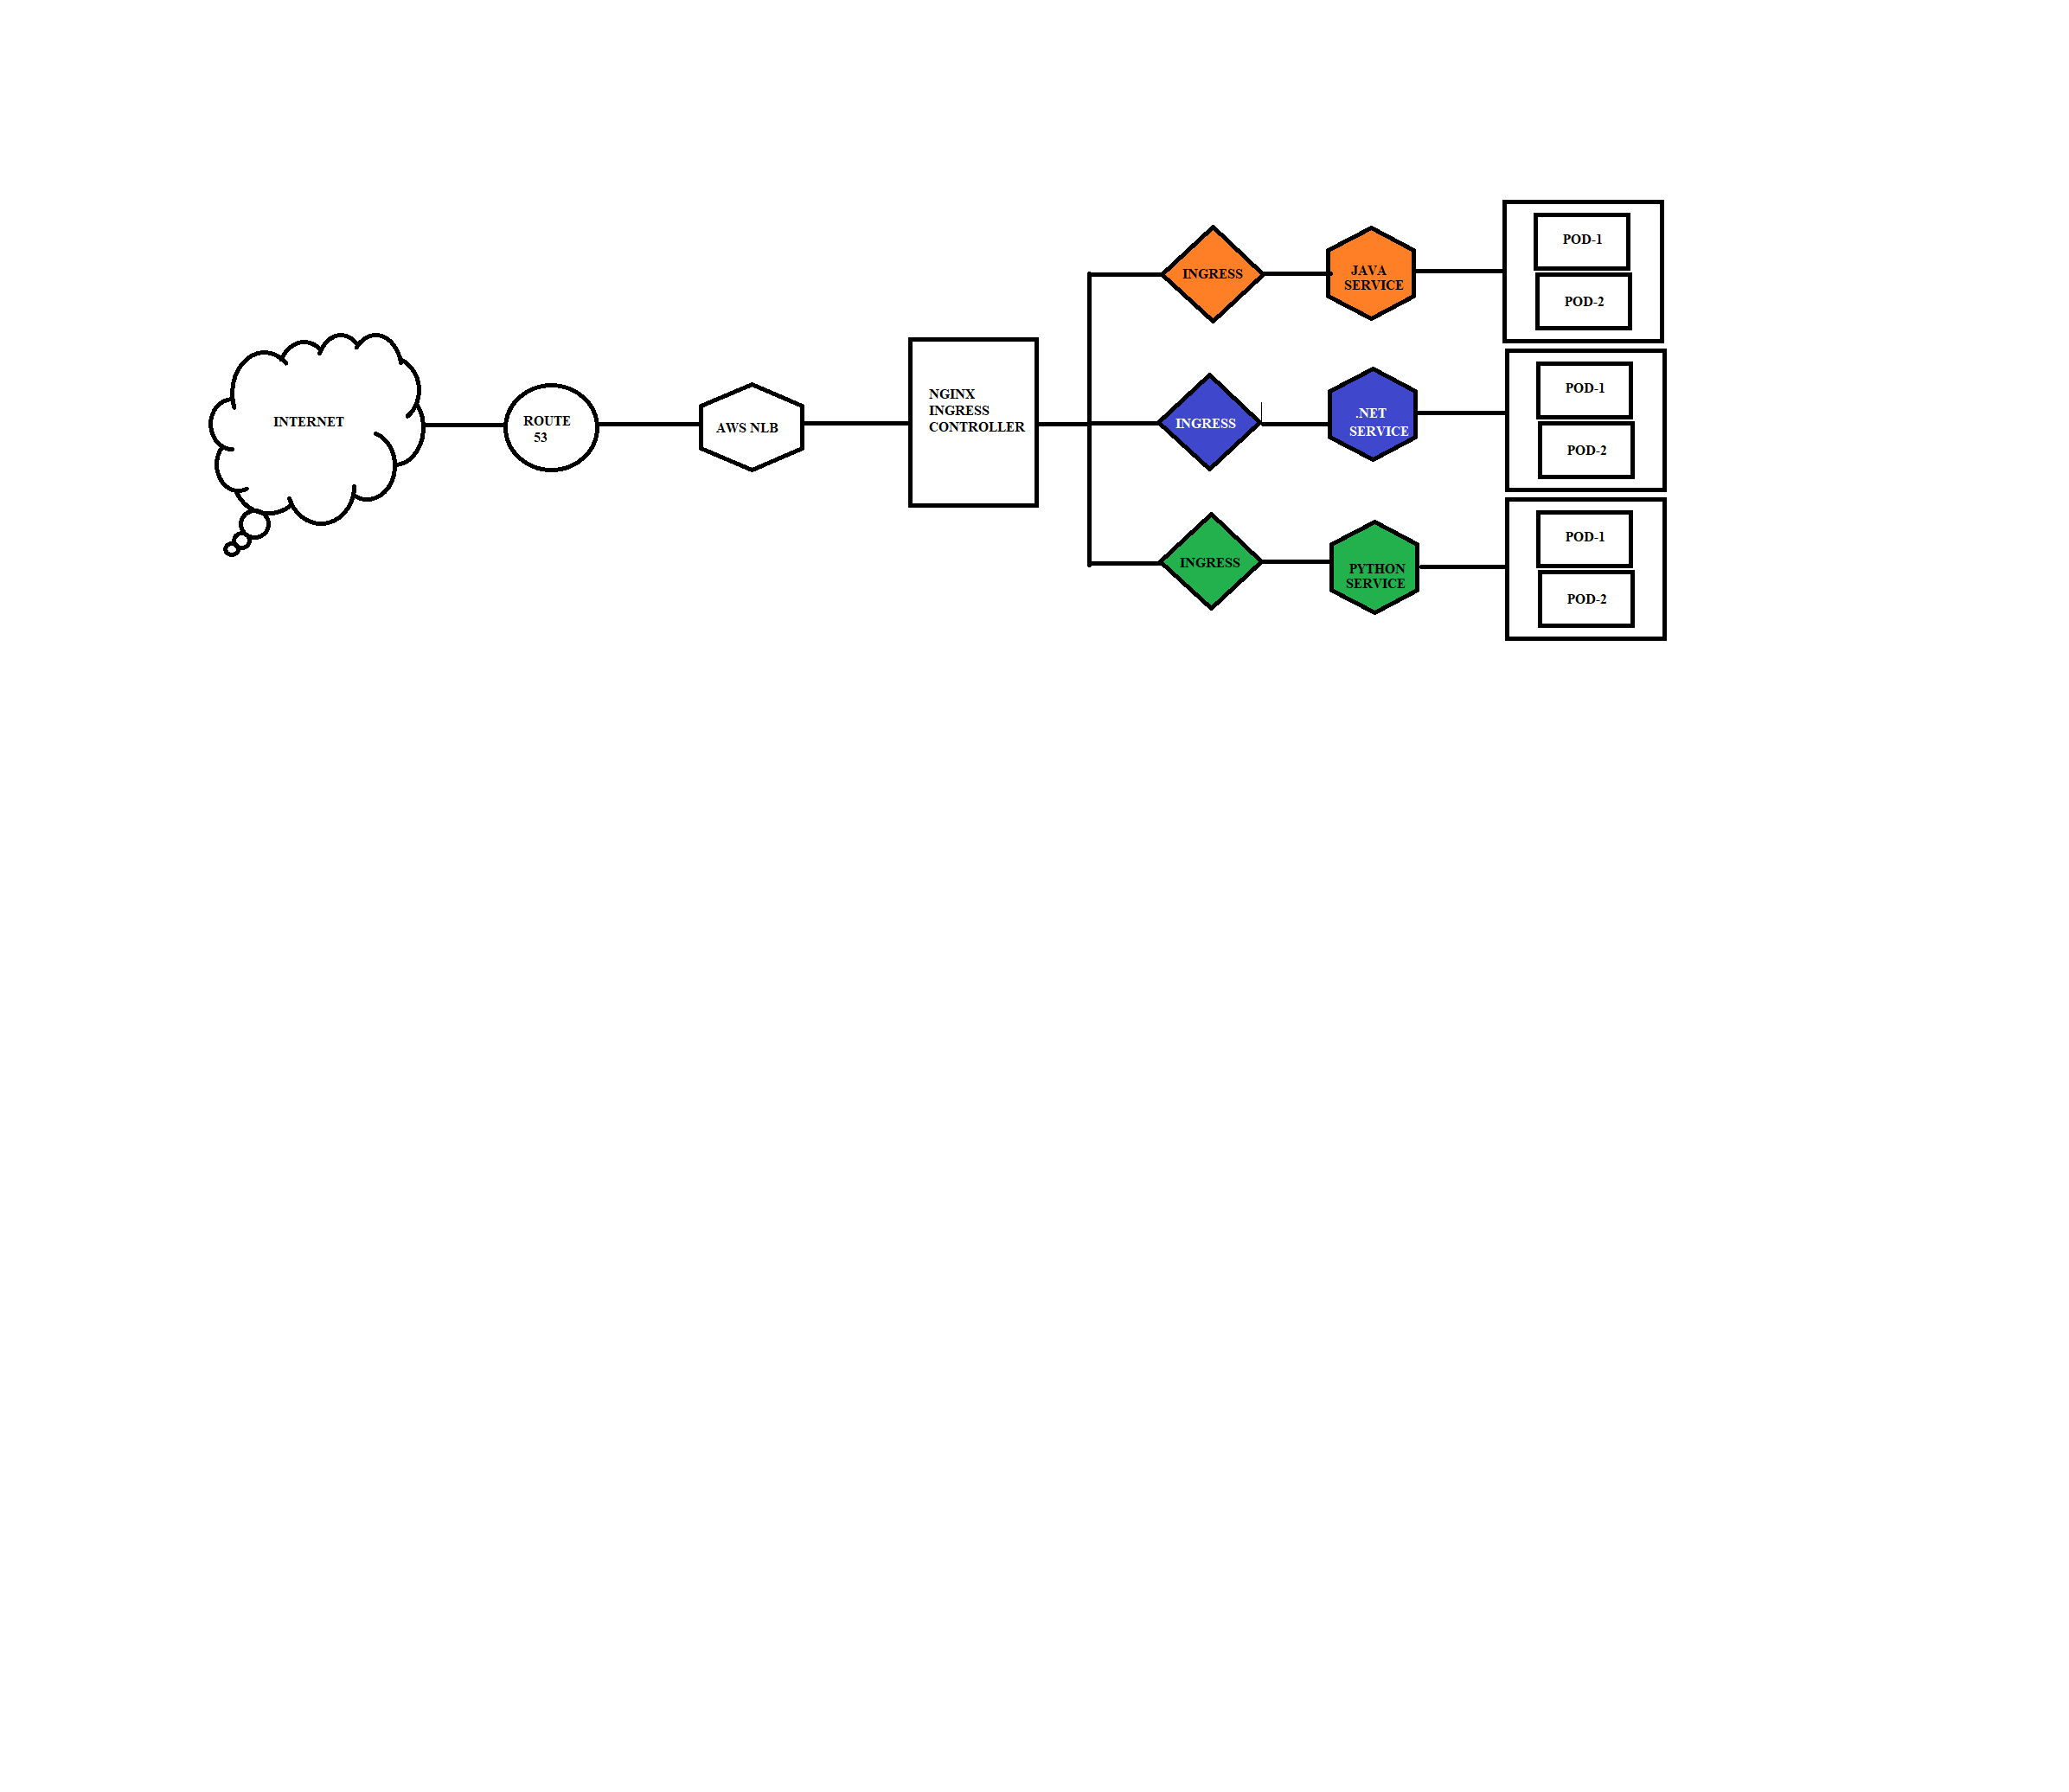 INTERNET
ROUTE
53
AWS NLB
NGINX
INGRESS
CONTROLLER
INGRESS
JAVA
SERVICE
POD-1
POD-2
INGRESS
.NET
SERVICE
POD-1
POD-2
INGRESS
PYTHON
SERVICE
POD-1
POD-2